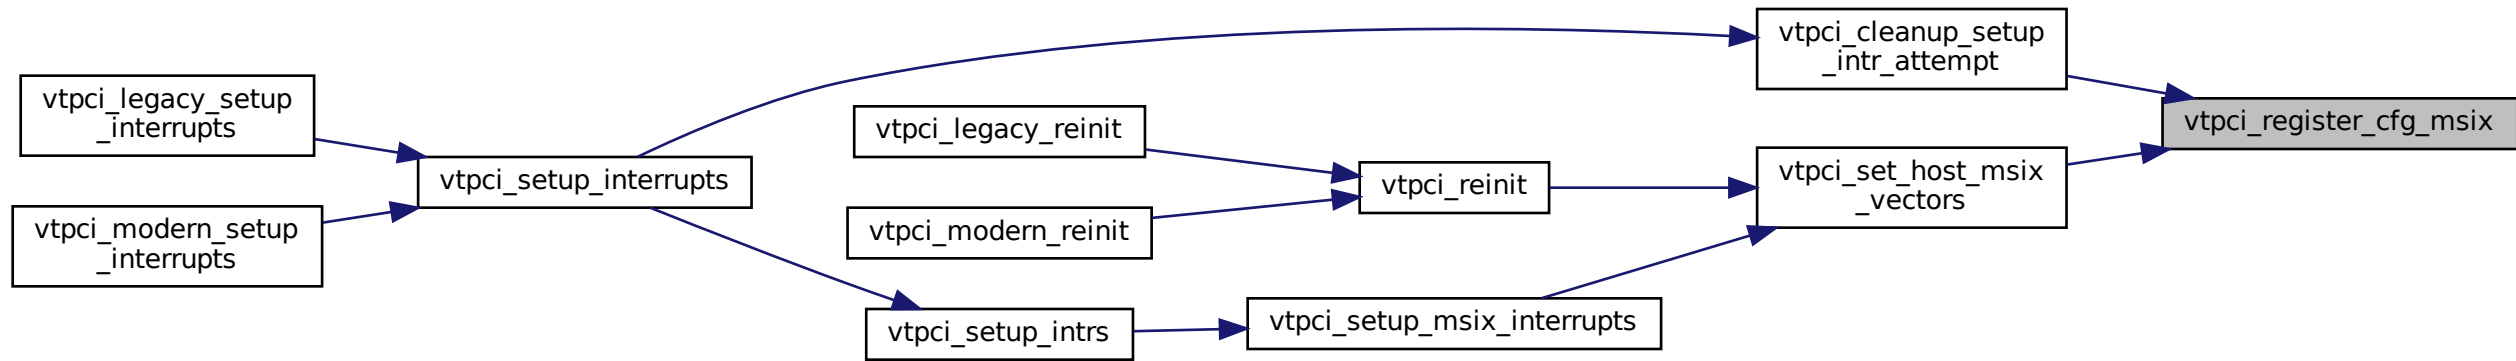 vtpci_cleanup_setup
_intr_attempt
vtpci_legacy_setup
_interrupts
vtpci_register_cfg_msix
vtpci_legacy_reinit
vtpci_setup_interrupts
vtpci_reinit
vtpci_set_host_msix
_vectors
vtpci_modern_setup
_interrupts
vtpci_modern_reinit
vtpci_setup_intrs
vtpci_setup_msix_interrupts